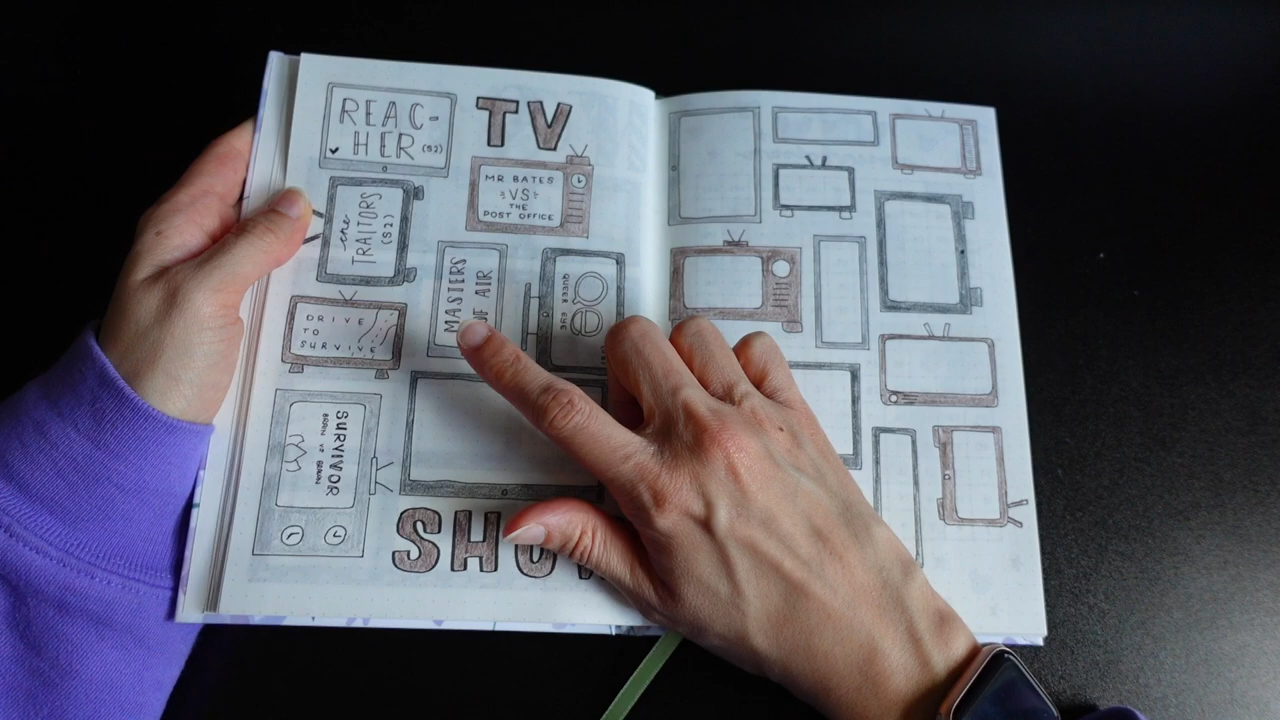 TV
REAC-
HER (S2)
MR BATES
VS
THE
POST OFFICE
the
TRAITORS
(S2)
MASTERS
OF AIR
QUEER EYE
Qe
DRIVE
TO
SURVIVE
SURVIVOR
SHOW